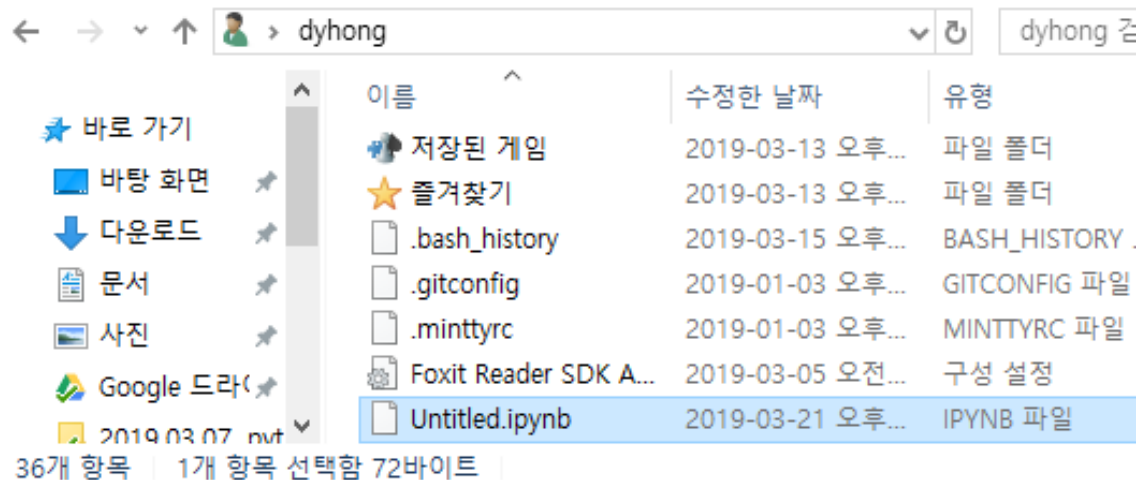 dyhong
dyhong 검
이름 수정한 날짜 유형
바로 가기
바탕 화면
다운로드
문서
사진
Google 드라이
2019.03.07_pyt
저장된 게임 2019-03-13 오후... 파일 폴더
즐겨찾기 2019-03-13 오후... 파일 폴더
.bash_history 2019-03-15 오후... BASH_HISTORY .
.gitconfig 2019-01-03 오후... GITCONFIG 파일
.minttyrc 2019-01-03 오후... MINTTYRC 파일
Foxit Reader SDK A... 2019-03-05 오전... 구성 설정
Untitled.ipynb 2019-03-21 오후... IPYNB 파일
36개 항목 1개 항목 선택함 72바이트